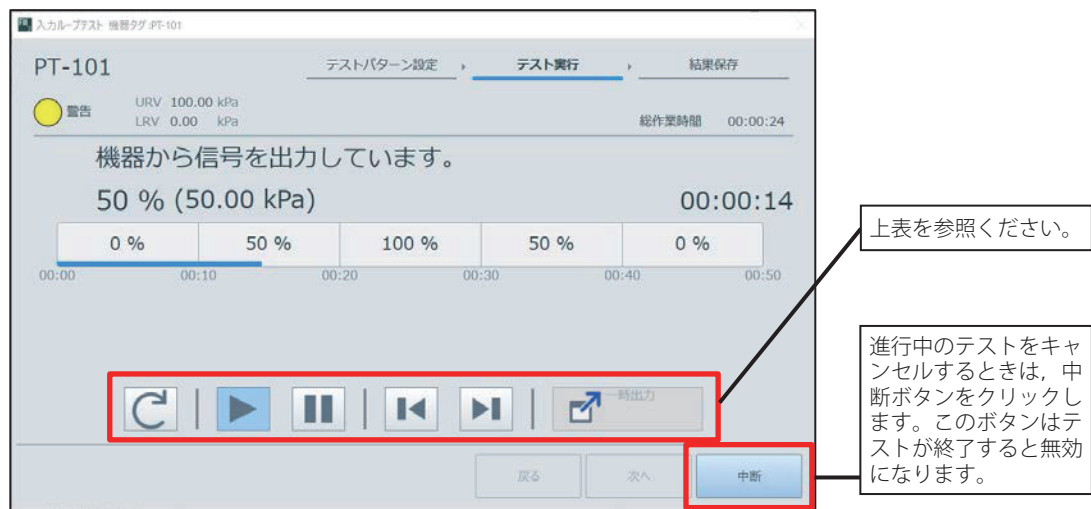 入力ループテスト 機器タグ:PT-101
PT-101
テストパターン設定
テスト実行
結果保存
警告
URV 100.00 kPa
LRV 0.00 kPa
総作業時間 00:00:24
機器から信号を出力しています。
50 % (50.00 kPa)
00:00:14
0 % 50 % 100 % 50 % 0 %
00:00 00:10 00:20 00:30 00:40 00:50
一時出力
戻る 次へ 中断
上表を参照ください。
進行中のテストをキャ
ンセルするときは，中
断ボタンをクリックし
ます。このボタンはテ
ストが終了すると無効
になります。